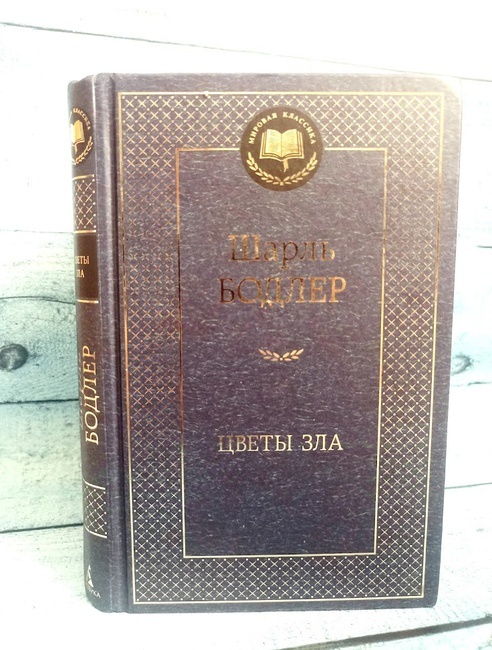 МИРОВАЯ КЛАССИКА
Шарль
БОДЛЕР
ЦВЕТЫ ЗЛА
ЦВЕТЫ
ЗЛА
БОДЛЕР